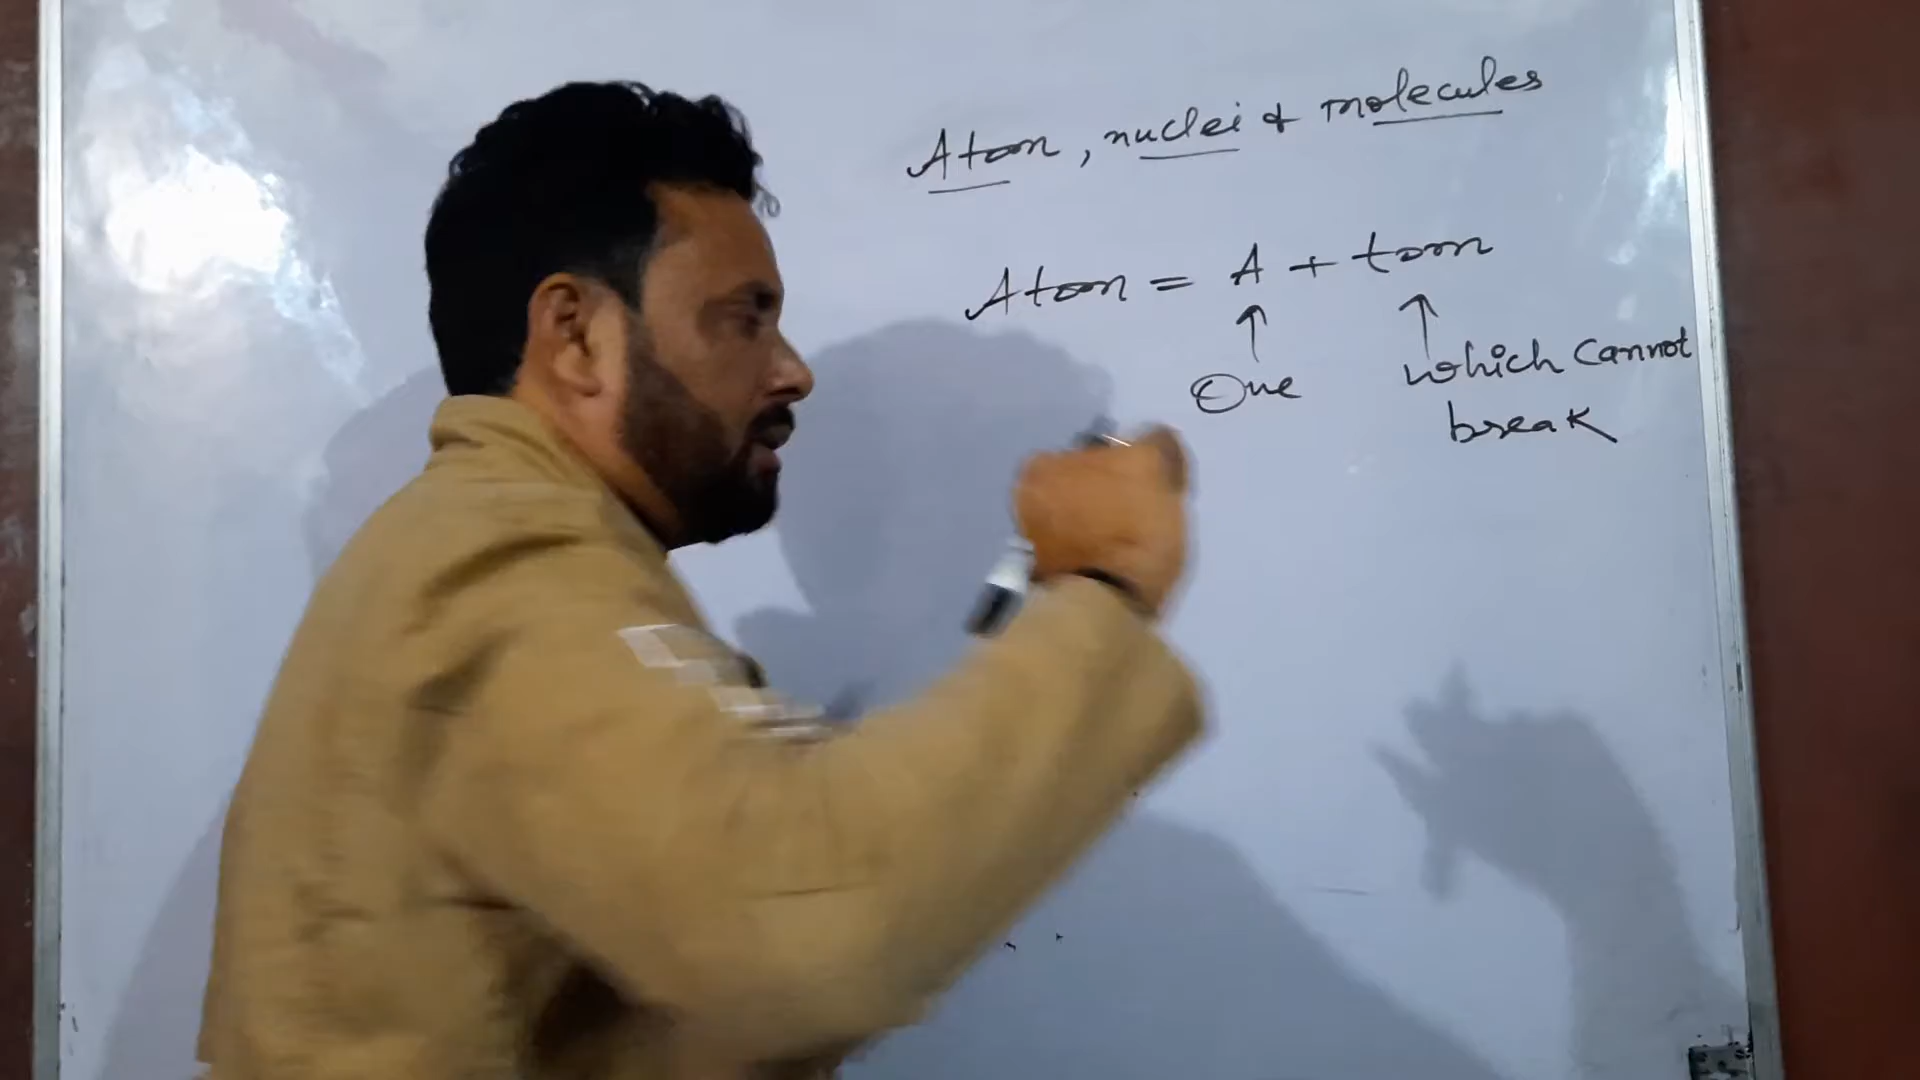 Atom, nuclei & molecules
Atom = A + tom
↑ ↑
One which cannot
break